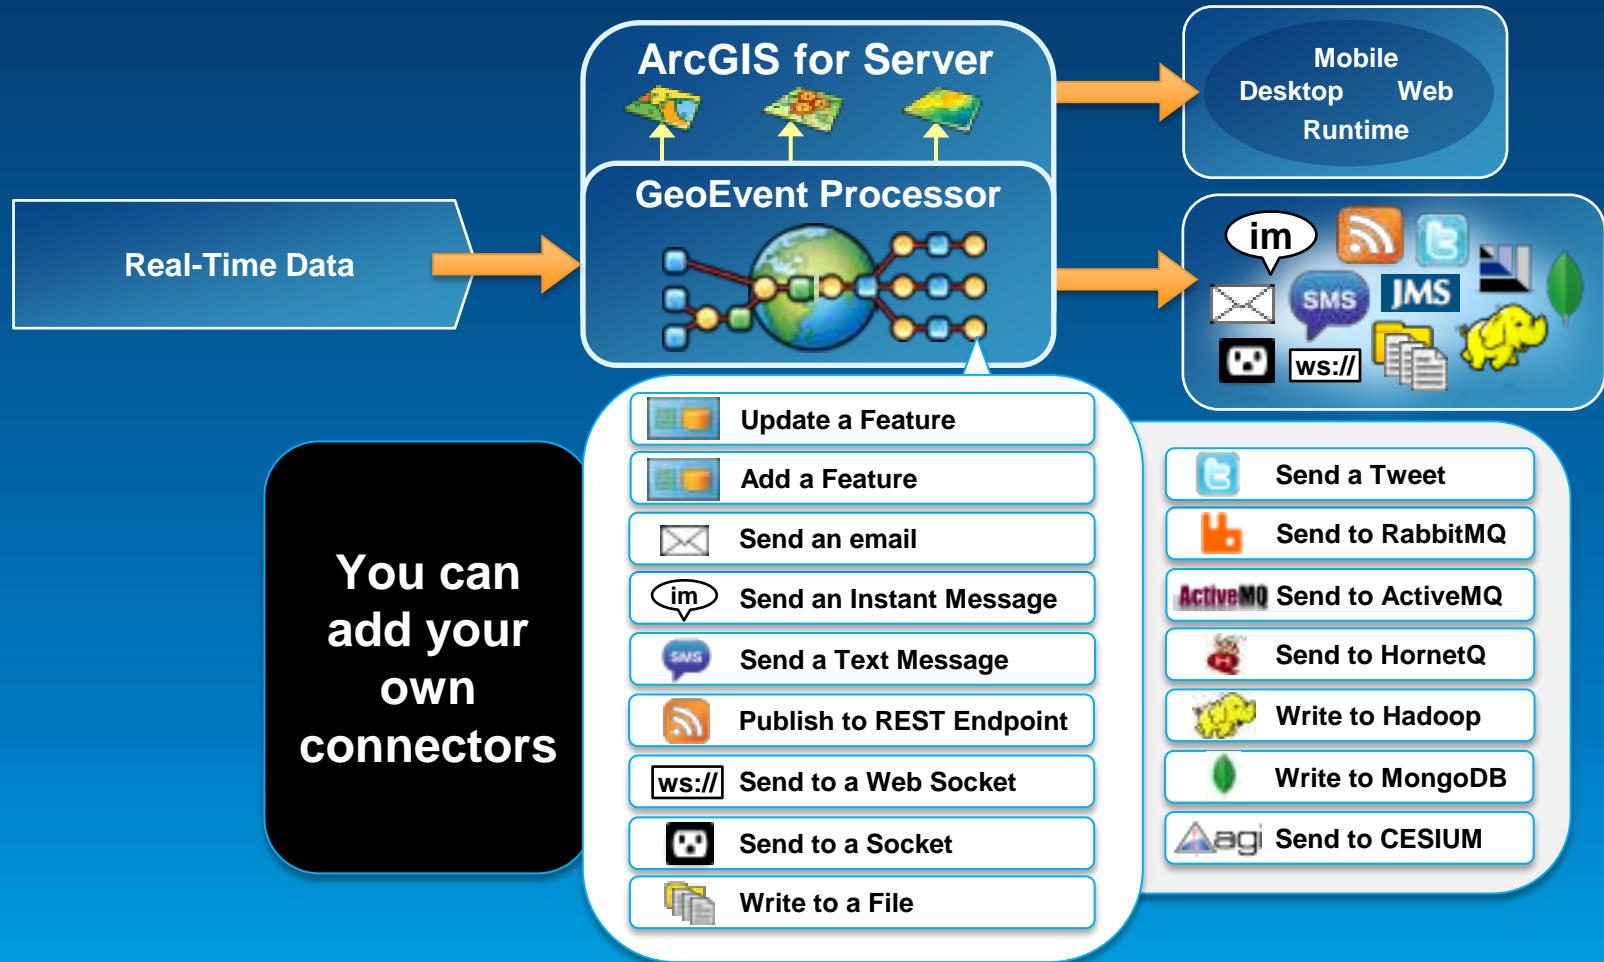 ArcGIS for Server
Mobile
Desktop Web
Runtime
GeoEvent Processor
Real-Time Data
im
SMS
JMS
ws://
You can
add your
own
connectors
Update a Feature
Add a Feature
Send an email
im Send an Instant Message
SMS Send a Text Message
Publish to REST Endpoint
ws:// Send to a Web Socket
Send to a Socket
Write to a File
Send a Tweet
Send to RabbitMQ
ActiveMQ Send to ActiveMQ
Send to HornetQ
Write to Hadoop
Write to MongoDB
agi Send to CESIUM